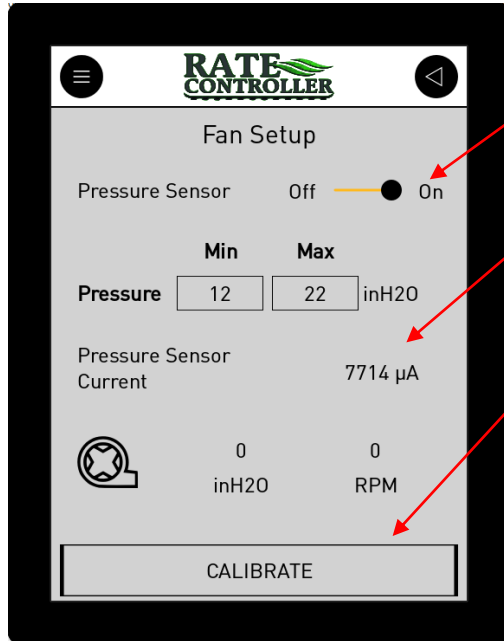 RATE
CONTROLLER
Fan Setup
Pressure Sensor Off On
Min Max
Pressure 12 22 inH2O
Pressure Sensor
Current
7714 µA
0 0
inH2O RPM
CALIBRATE